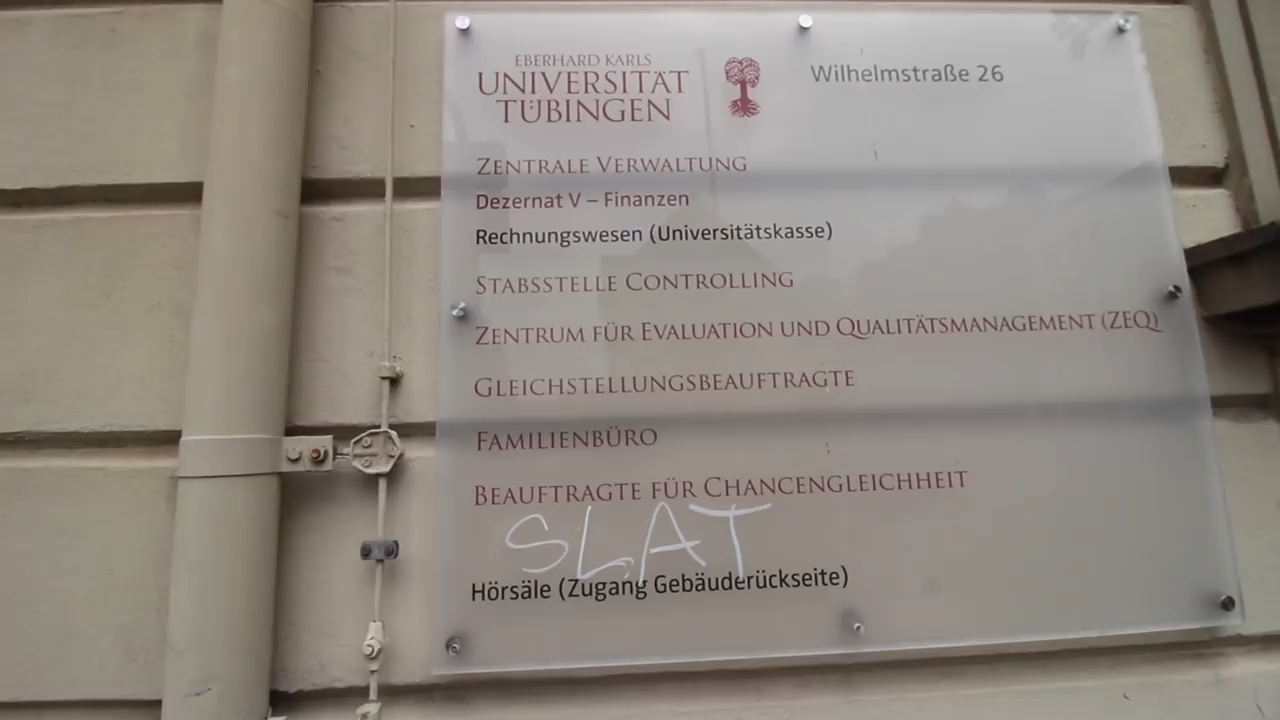 EBERHARD KARLS
UNIVERSITÄT
TÜBINGEN
Wilhelmstraße 26
ZENTRALE VERWALTUNG
Dezernat V – Finanzen
Rechnungswesen (Universitätskasse)
STABSSTELLE CONTROLLING
ZENTRUM FÜR EVALUATION UND QUALITÄTSMANAGEMENT (ZEQ)
GLEICHSTELLUNGSBEAUFTRAGTE
FAMILIENBÜRO
BEAUFTRAGTE FÜR CHANCENGLEICHHEIT
SLAT
Hörsäle (Zugang Gebäuderückseite)